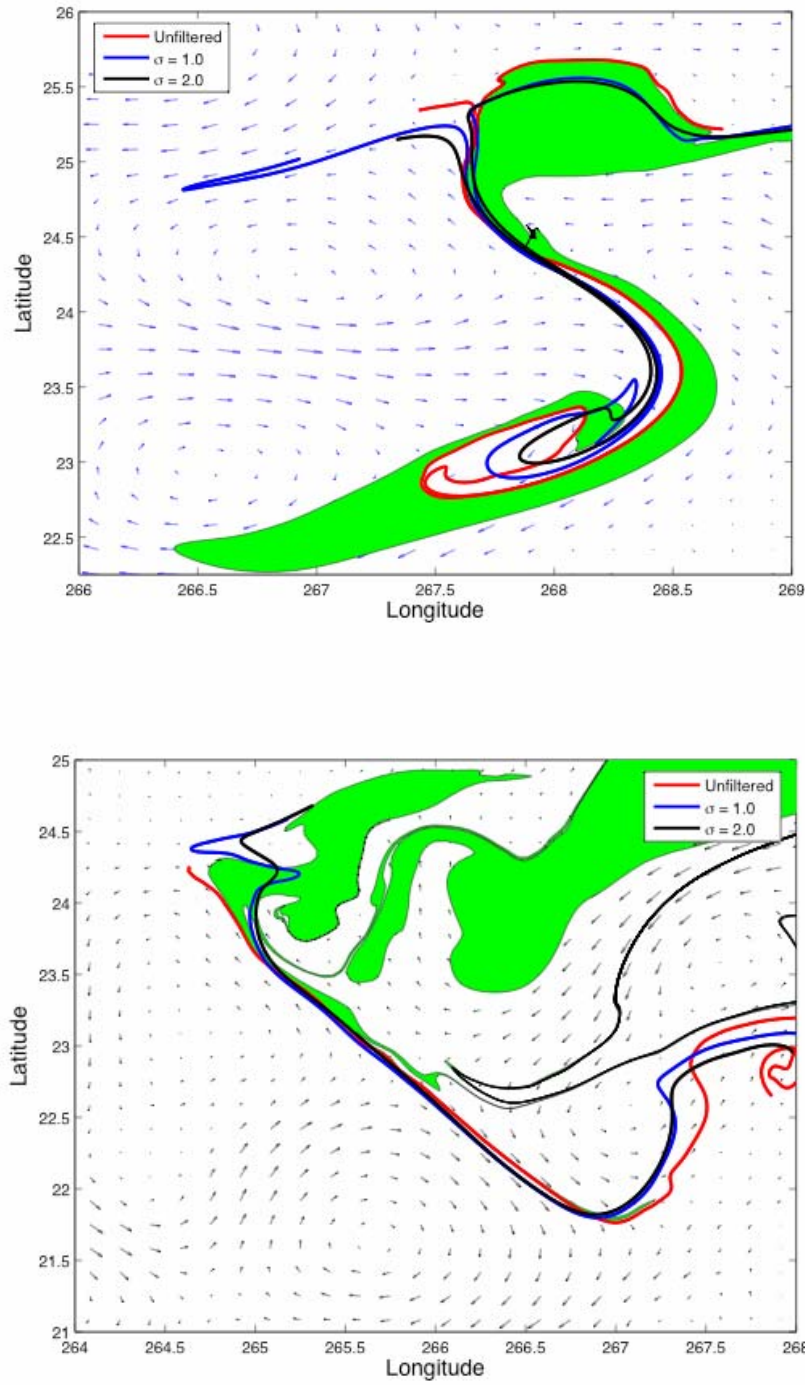 26
25.5
25
24.5
24
23.5
23
22.5
Latitude
Unfiltered
σ = 1.0
σ = 2.0
266 266.5 267 267.5 268 268.5 269
Longitude
25
24.5
24
23.5
23
22.5
22
21.5
21
Latitude
Unfiltered
σ = 1.0
σ = 2.0
264 264.5 265 265.5 266 266.5 267 267.5 268
Longitude